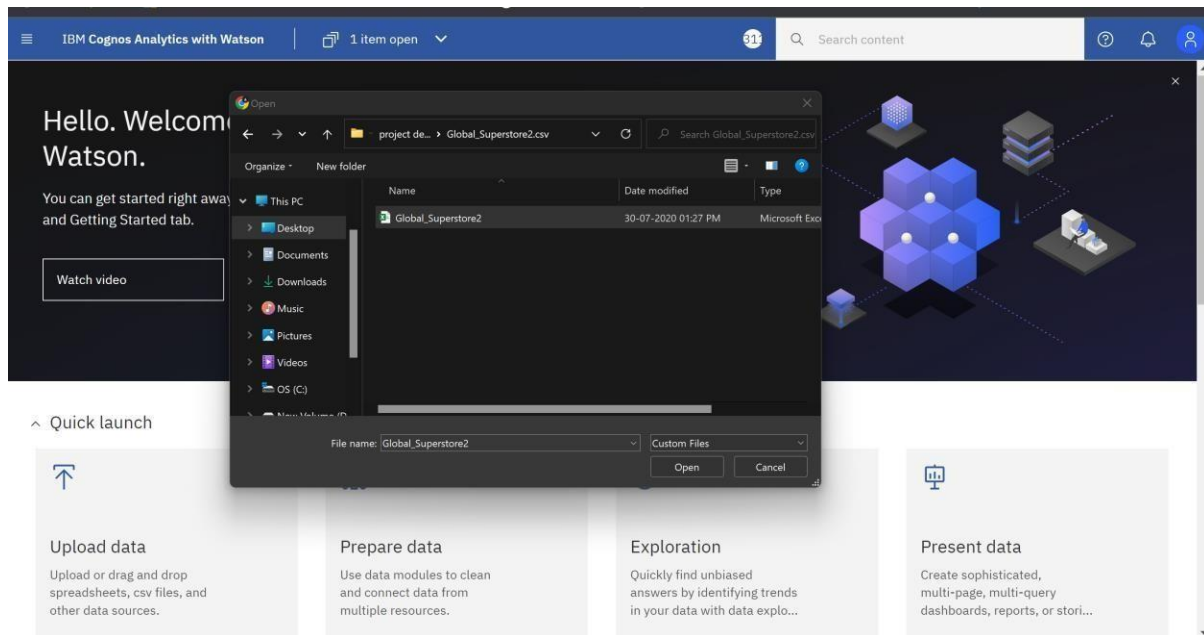 IBM Cognos Analytics with Watson
1 item open
Search content
Hello. Welcom
Watson.
You can get started right away
and Getting Started tab.
Watch video
Open
project de... > Global_Superstore2.csv
Search Global_Superstore2.csv
Organize
New folder
Name
Date modified
Type
This PC
Desktop
Documents
Downloads
Music
Pictures
Videos
OS (C:)
Global_Superstore2
30-07-2020 01:27 PM
Microsoft Exc
File name: Global_Superstore2
Custom Files
Open
Cancel
Quick launch
Upload data
Upload or drag and drop
spreadsheets, csv files, and
other data sources.
Prepare data
Use data modules to clean
and connect data from
multiple resources.
Exploration
Quickly find unbiased
answers by identifying trends
in your data with data explo...
Present data
Create sophisticated,
multi-page, multi-query
dashboards, reports, or stori...